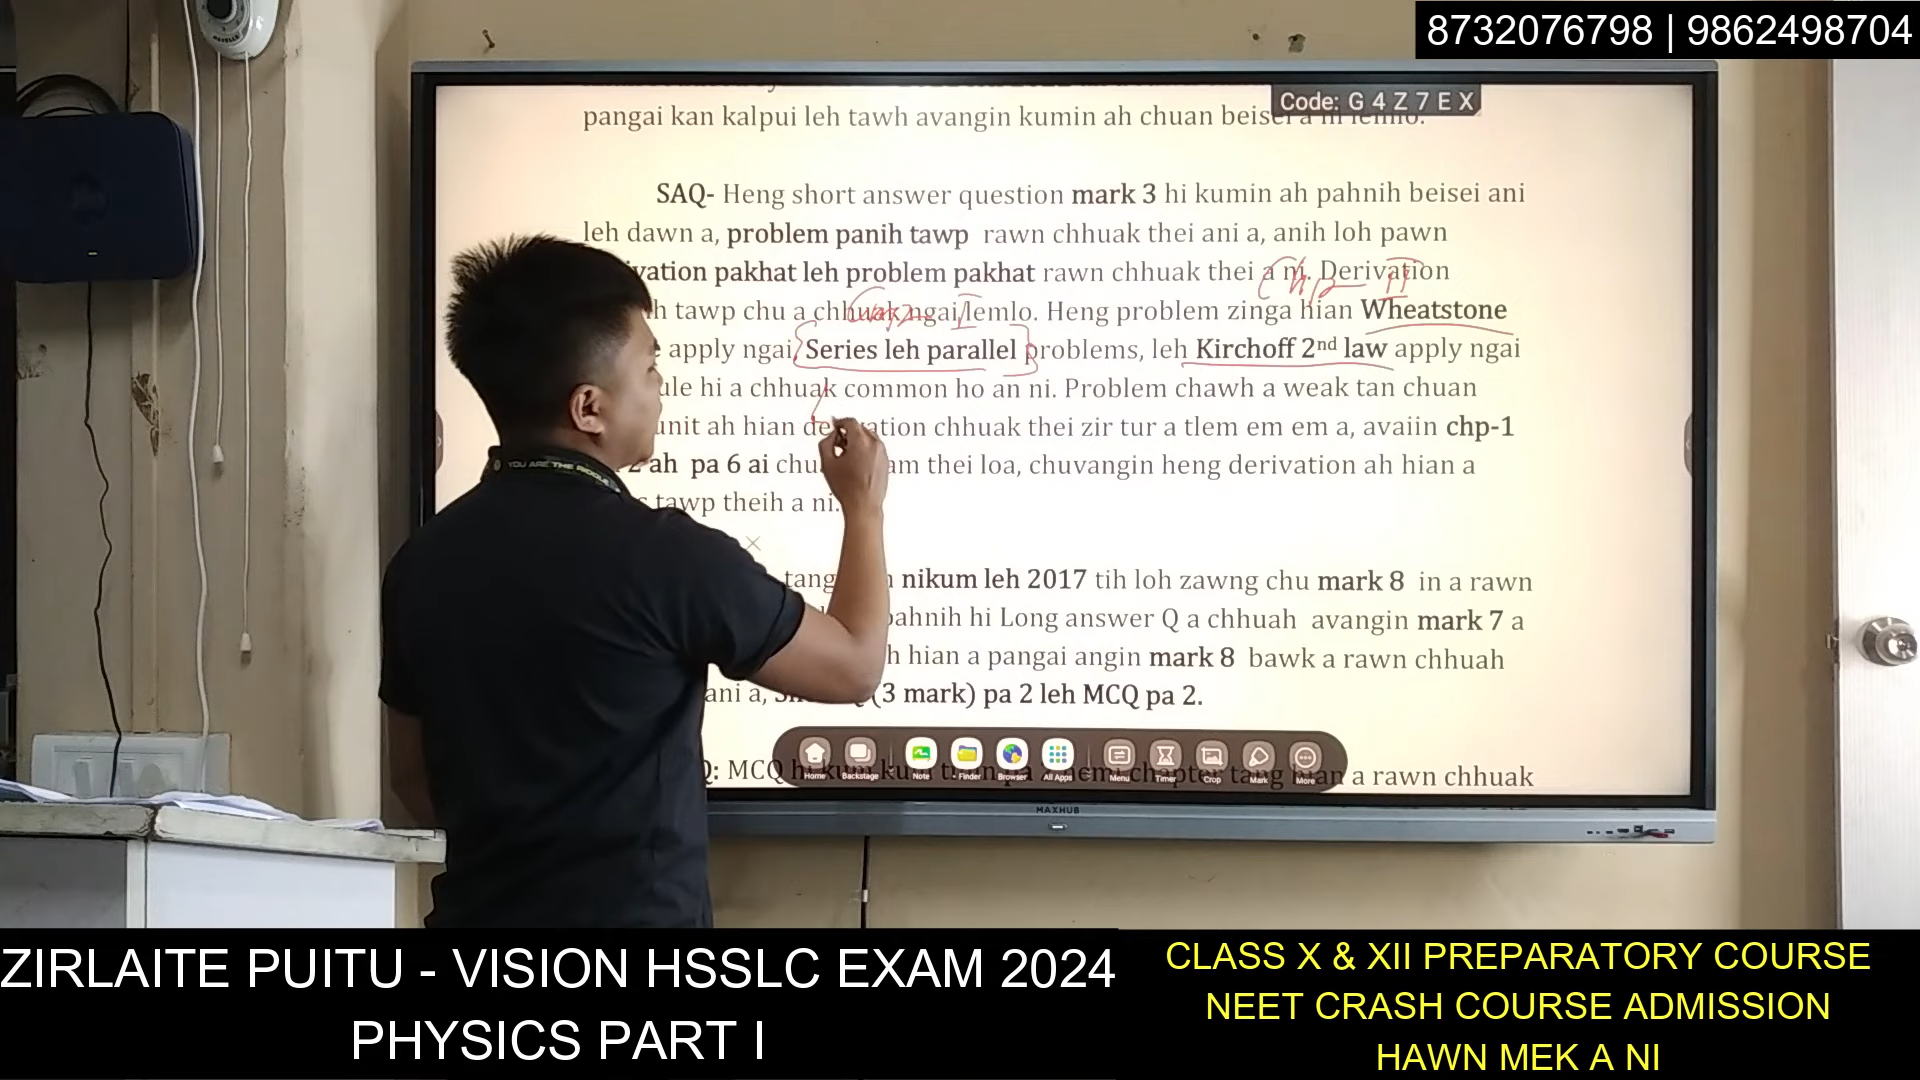 8732076798 | 9862498704
Code: G 4 Z 7 E X
pangai kan kalpui leh tawh avangin kumin ah chuan
SAQ- Heng short answer question mark 3 hi kumin ah pahnih beisei ani
leh dawn a, problem panih tawp rawn chhuak thei ani a, anih loh pawn
pakhat leh problem pakhat rawn chhuak thei a ni. Derivation
tawp chu a chhuak ngai lemlo. Heng problem zinga hian Wheatstone
apply ngai, Series leh parallel problems, leh Kirchoff 2nd law apply ngai
hi a chhuak common ho an ni. Problem chawh a weak tan chuan
unit ah hian derivation chhuak thei zir tur a tlem em em a, avaiin chp-1
ah pa 6 ai thei loa, chuvangin heng derivation ah hian a
tawp theih a ni.
YOU ARE THE
nikum leh 2017 tih loh zawng chu mark 8 in a rawn
hi Long answer Q a chhuah avangin mark 7 a
hian a pangai angin mark 8 bawk a rawn chhuah
ani a, (3 mark) pa 2 leh MCQ pa 2.
MCQ a rawn chhuak
Home Backstage Note Finder Browser All Apps Menu Timer Crop Mark More
MAXHUB
ZIRLAITE PUITU - VISION HSSLC EXAM 2024
PHYSICS PART I
CLASS X & XII PREPARATORY COURSE
NEET CRASH COURSE ADMISSION
HAWN MEK A NI